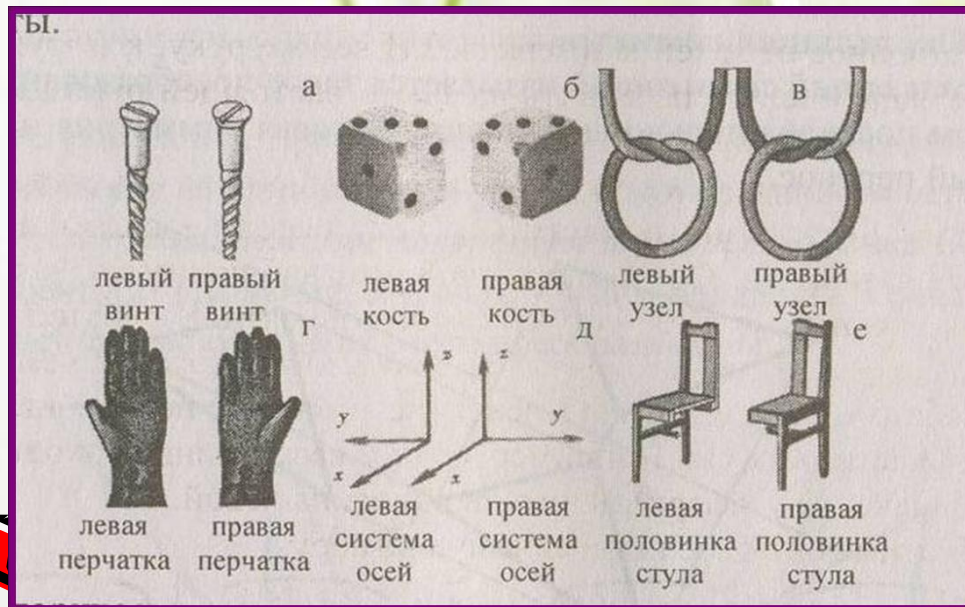 ты.
а б в
левый правый
винт винт
левая правая
кость кость
левый правый
узел узел
г д е
z z
y y
x x
левая правая
перчатка перчатка
левая правая
система система
осей осей
левая правая
половинка половинка
стула стула